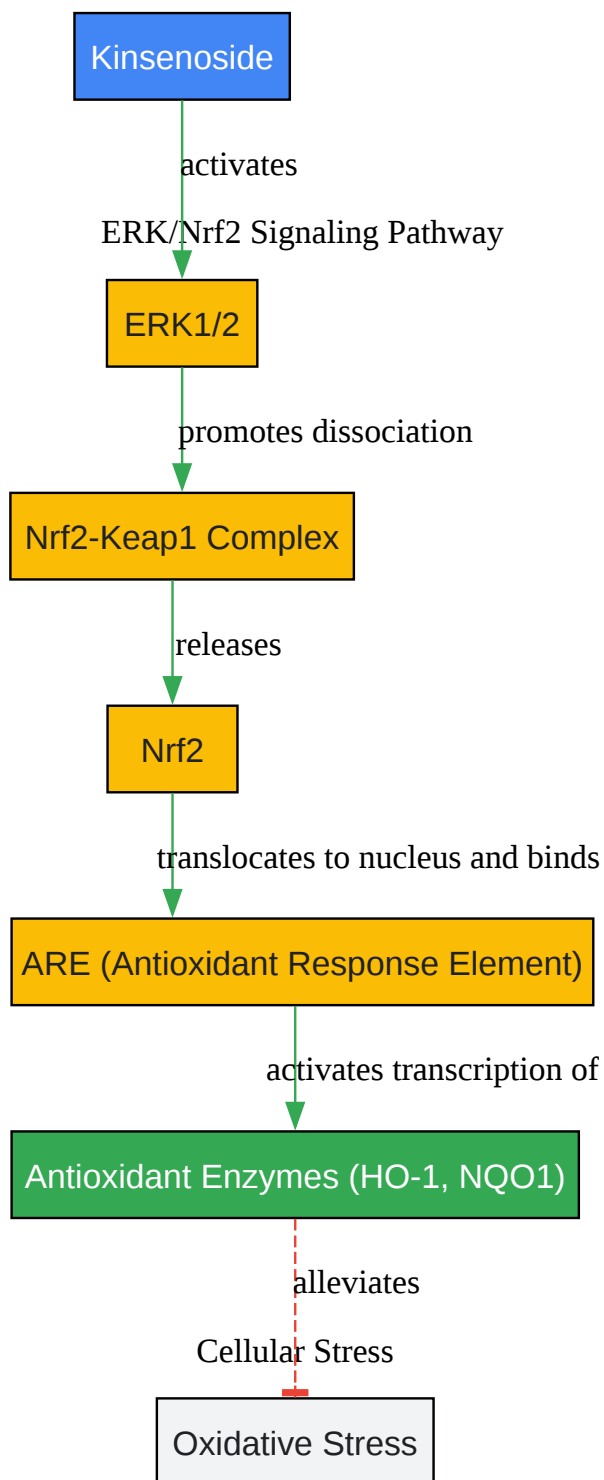 Kinsenoside
activates
ERK/Nrf2 Signaling Pathway
ERK1/2
promotes dissociation
Nrf2-Keap1 Complex
releases
Nrf2
translocates to nucleus and binds
ARE (Antioxidant Response Element)
activates transcription of
Antioxidant Enzymes (HO-1, NQO1)
alleviates
Cellular Stress
Oxidative Stress